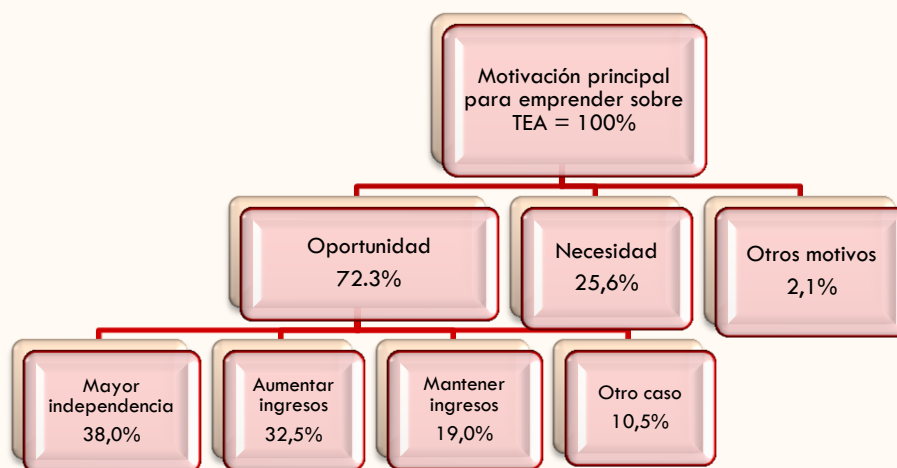 Motivación principal
para emprender sobre
TEA = 100%
Oportunidad
72.3%
Necesidad
25,6%
Otros motivos
2,1%
Mayor
independencia
38,0%
Aumentar
ingresos
32,5%
Mantener
ingresos
19,0%
Otro caso
10,5%